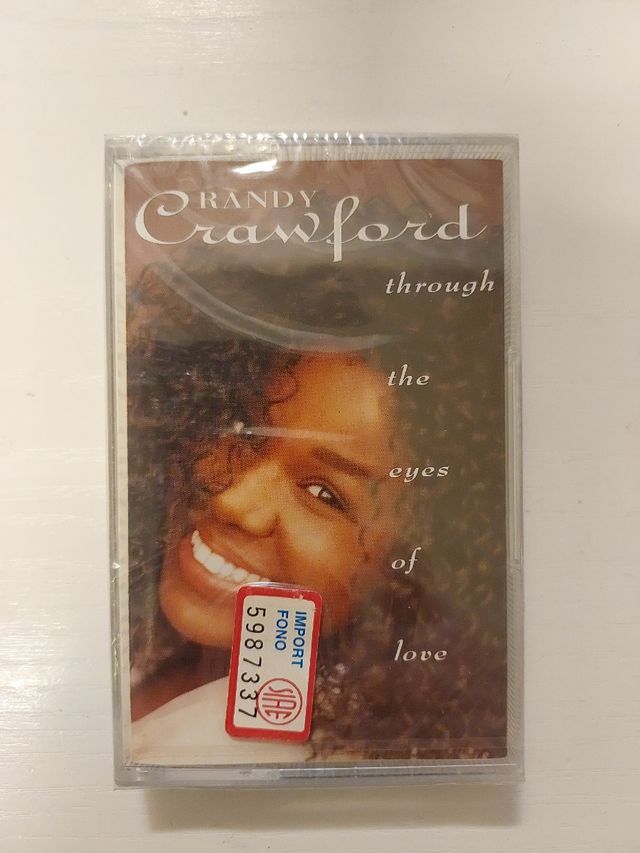 RANDY
Crawford
through
the
eyes
of
love
IMPORT
FONO
5987337
SIAE